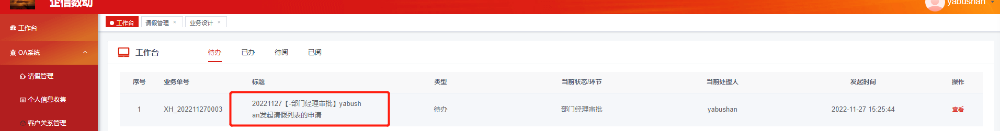 企信数动
yabushan
工作台
请假管理 ×
业务设计 ×
工作台
OA系统
请假管理
个人信息收集
客户关系管理
工作台
待办
已办
待阅
已阅
序号 业务单号 标题 类型 当前状态/环节 当前处理人 发起时间 操作
1 XH_202211270003 20221127【-部门经理审批】yabush 待办 部门经理审批 yabushan 2022-11-27 15:25:44 查看
an发起请假列表的申请